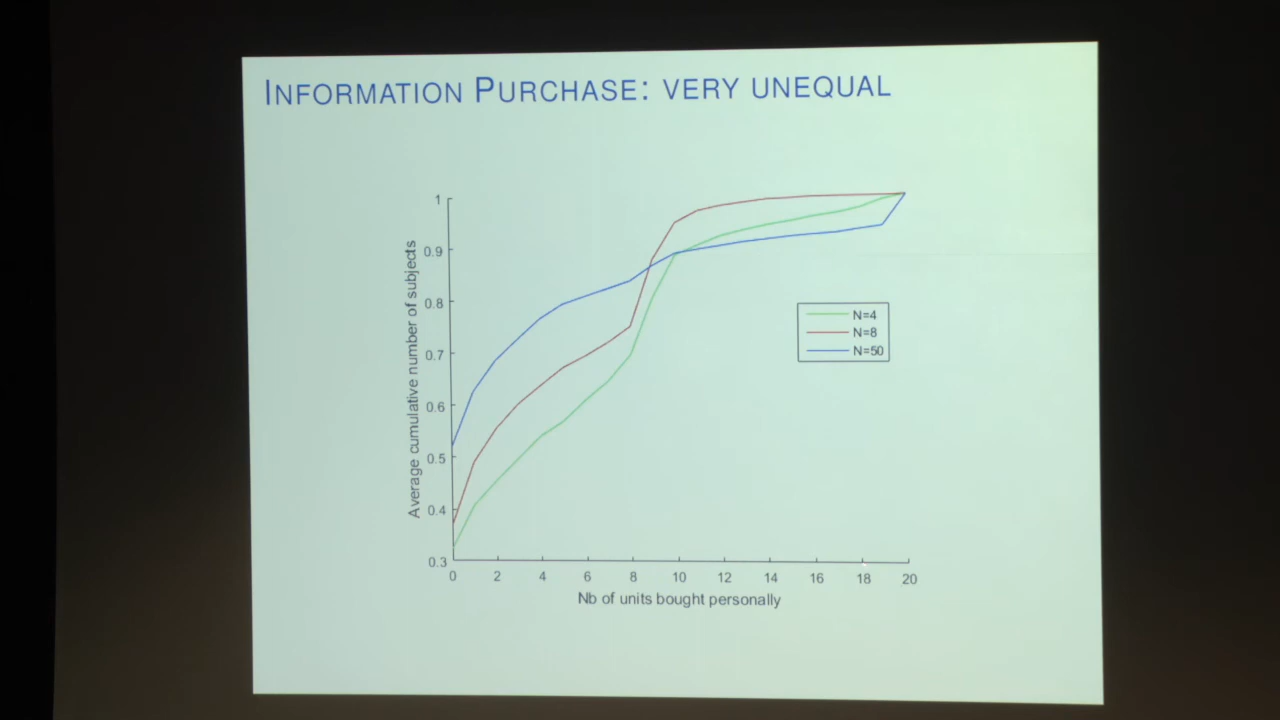 INFORMATION PURCHASE: VERY UNEQUAL
1
0.9
0.8
0.7
0.6
0.5
0.4
0.3
Average cumulative number of subjects
N=4
N=8
N=50
0 2 4 6 8 10 12 14 16 18 20
Nb of units bought personally